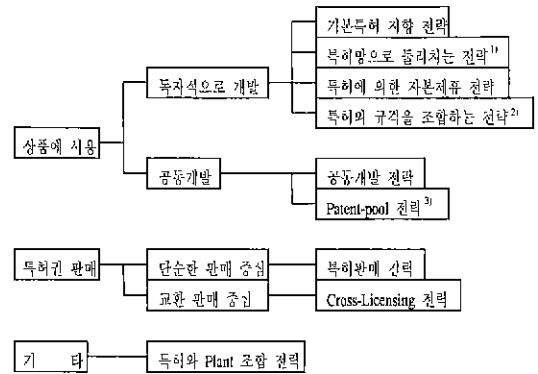 기본특허 지향 전략
특허망으로 둘러치는 전략1)
독자적으로 개발
특허에 의한 자본제휴 전략
특허와 규격을 조합하는 전략2)
상품에 사용
공동개발
공동개발 전략
Patent-pool 전략3)
특허권 판매
단순한 판매 중심
특허판매 전략
교환 판매 중심
Cross-Licensing 전략
기 타
특허와 Plant 조합 전략